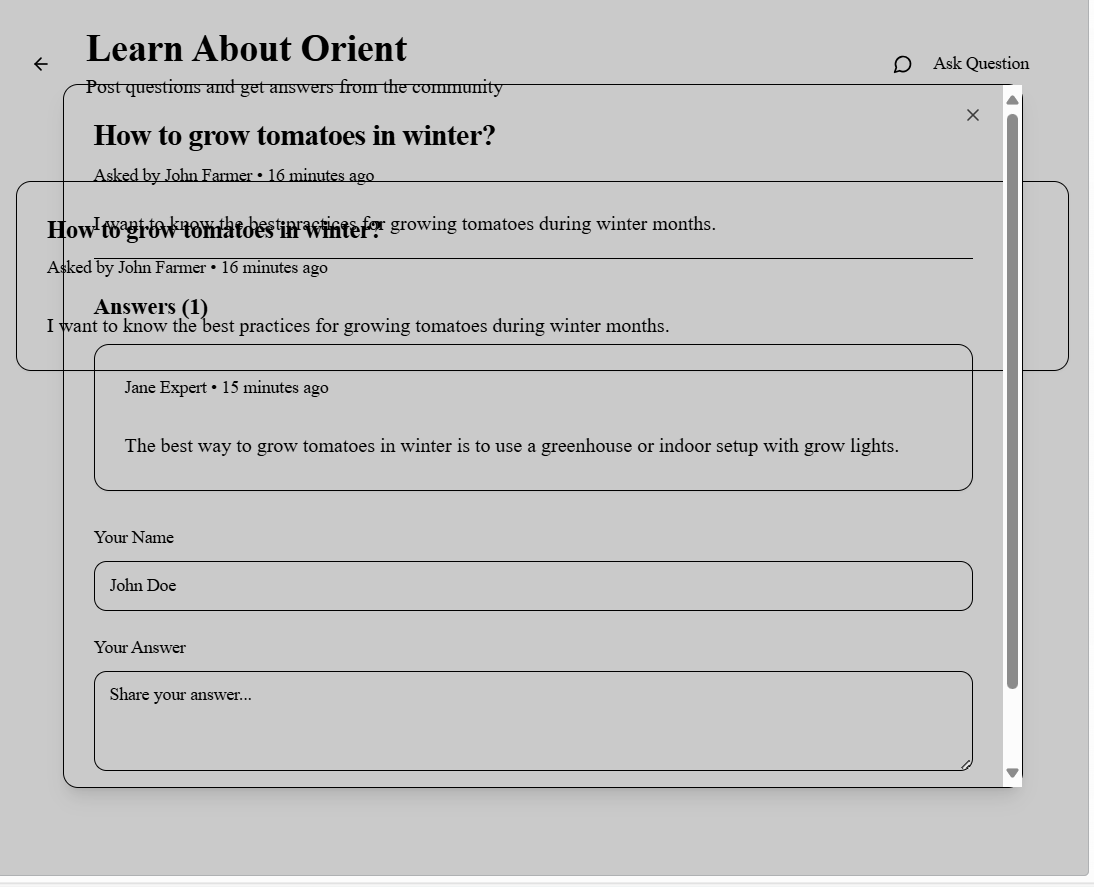 Learn About Orient
Ask Question
Post questions and get answers from the community
How to grow tomatoes in winter?
Asked by John Farmer • 16 minutes ago
I want to know the best practices for growing tomatoes during winter months.
How to grow tomatoes in winter?
Asked by John Farmer • 16 minutes ago
Answers (1)
I want to know the best practices for growing tomatoes during winter months.
Jane Expert • 15 minutes ago
The best way to grow tomatoes in winter is to use a greenhouse or indoor setup with grow lights.
Your Name
John Doe
Your Answer
Share your answer...